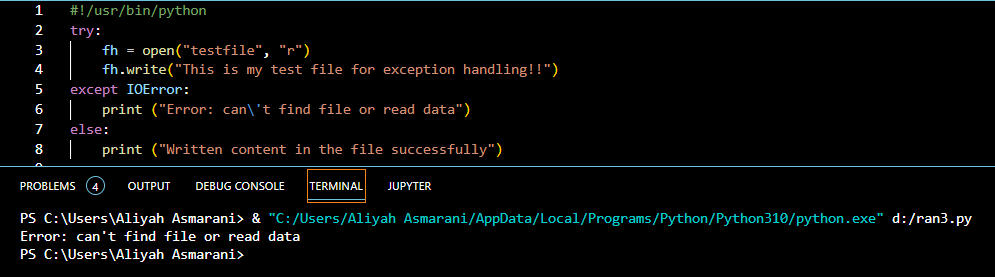 1 #!/usr/bin/python
2 try:
3 fh = open("testfile", "r")
4 fh.write("This is my test file for exception handling!!")
5 except IOError:
6 print ("Error: can\'t find file or read data")
7 else:
8 print ("Written content in the file successfully")
PROBLEMS 4 OUTPUT DEBUG CONSOLE TERMINAL JUPYTER
PS C:\Users\Aliyah Asmarani> & "C:/Users/Aliyah Asmarani/AppData/Local/Programs/Python/Python310/python.exe" d:/ran3.py
Error: can't find file or read data
PS C:\Users\Aliyah Asmarani>